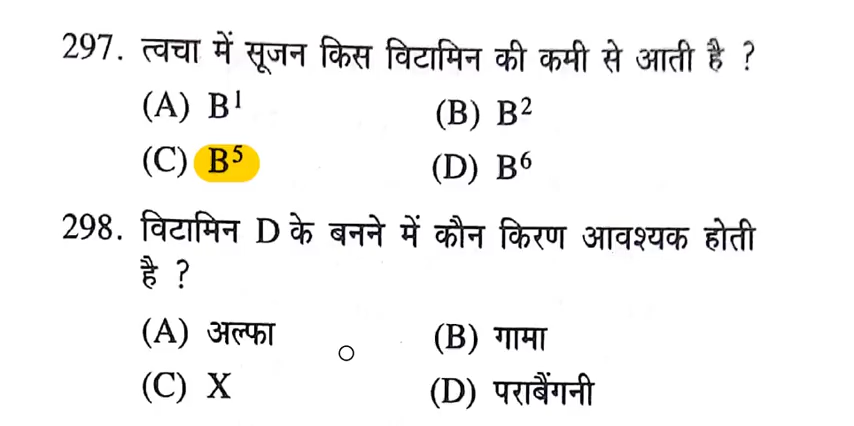 297. त्वचा में सूजन किस विटामिन की कमी से आती है ?
(A) B¹ (B) B²
(C) B⁵ (D) B⁶
298. विटामिन D के बनने में कौन किरण आवश्यक होती
है ?
(A) अल्फा (B) गामा
(C) X (D) पराबैंगनी